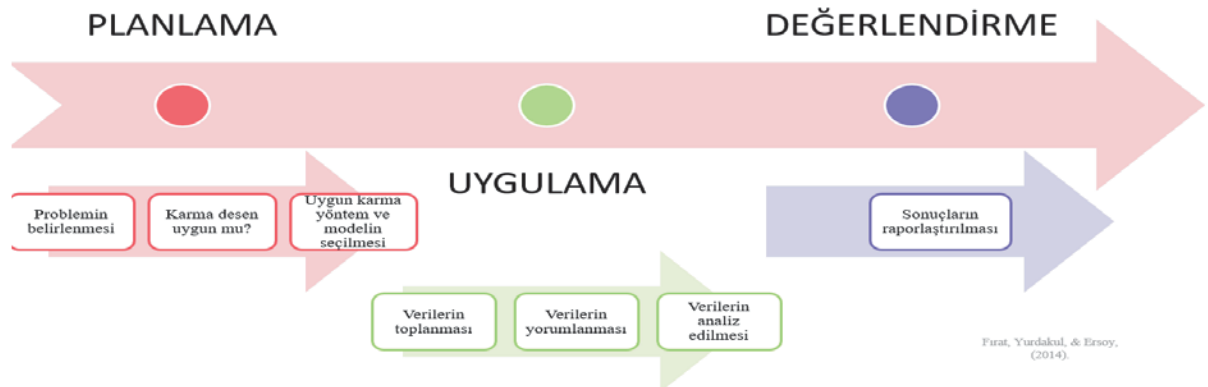 PLANLAMA
DEĞERLENDİRME
UYGULAMA
Problemin
belirlenmesi
Karma desen
uygun mu?
Uygun karma
yöntem ve
modelin
seçilmesi
Verilerin
toplanması
Verilerin
yorumlanması
Verilerin
analiz
edilmesi
Sonuçların
raporlaştırılması
Fırat, Yurdakul, & Ersoy,
(2014).